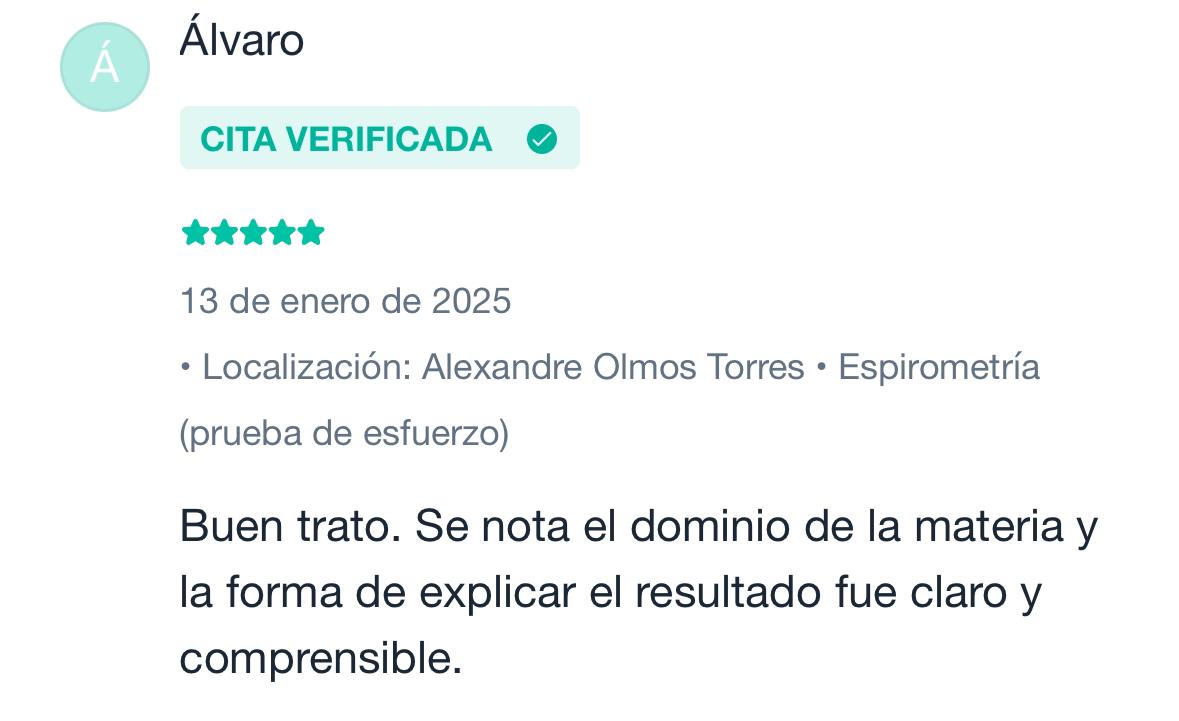 Á
Álvaro
CITA VERIFICADA
13 de enero de 2025
• Localización: Alexandre Olmos Torres • Espirometría
(prueba de esfuerzo)
Buen trato. Se nota el dominio de la materia y
la forma de explicar el resultado fue claro y
comprensible.